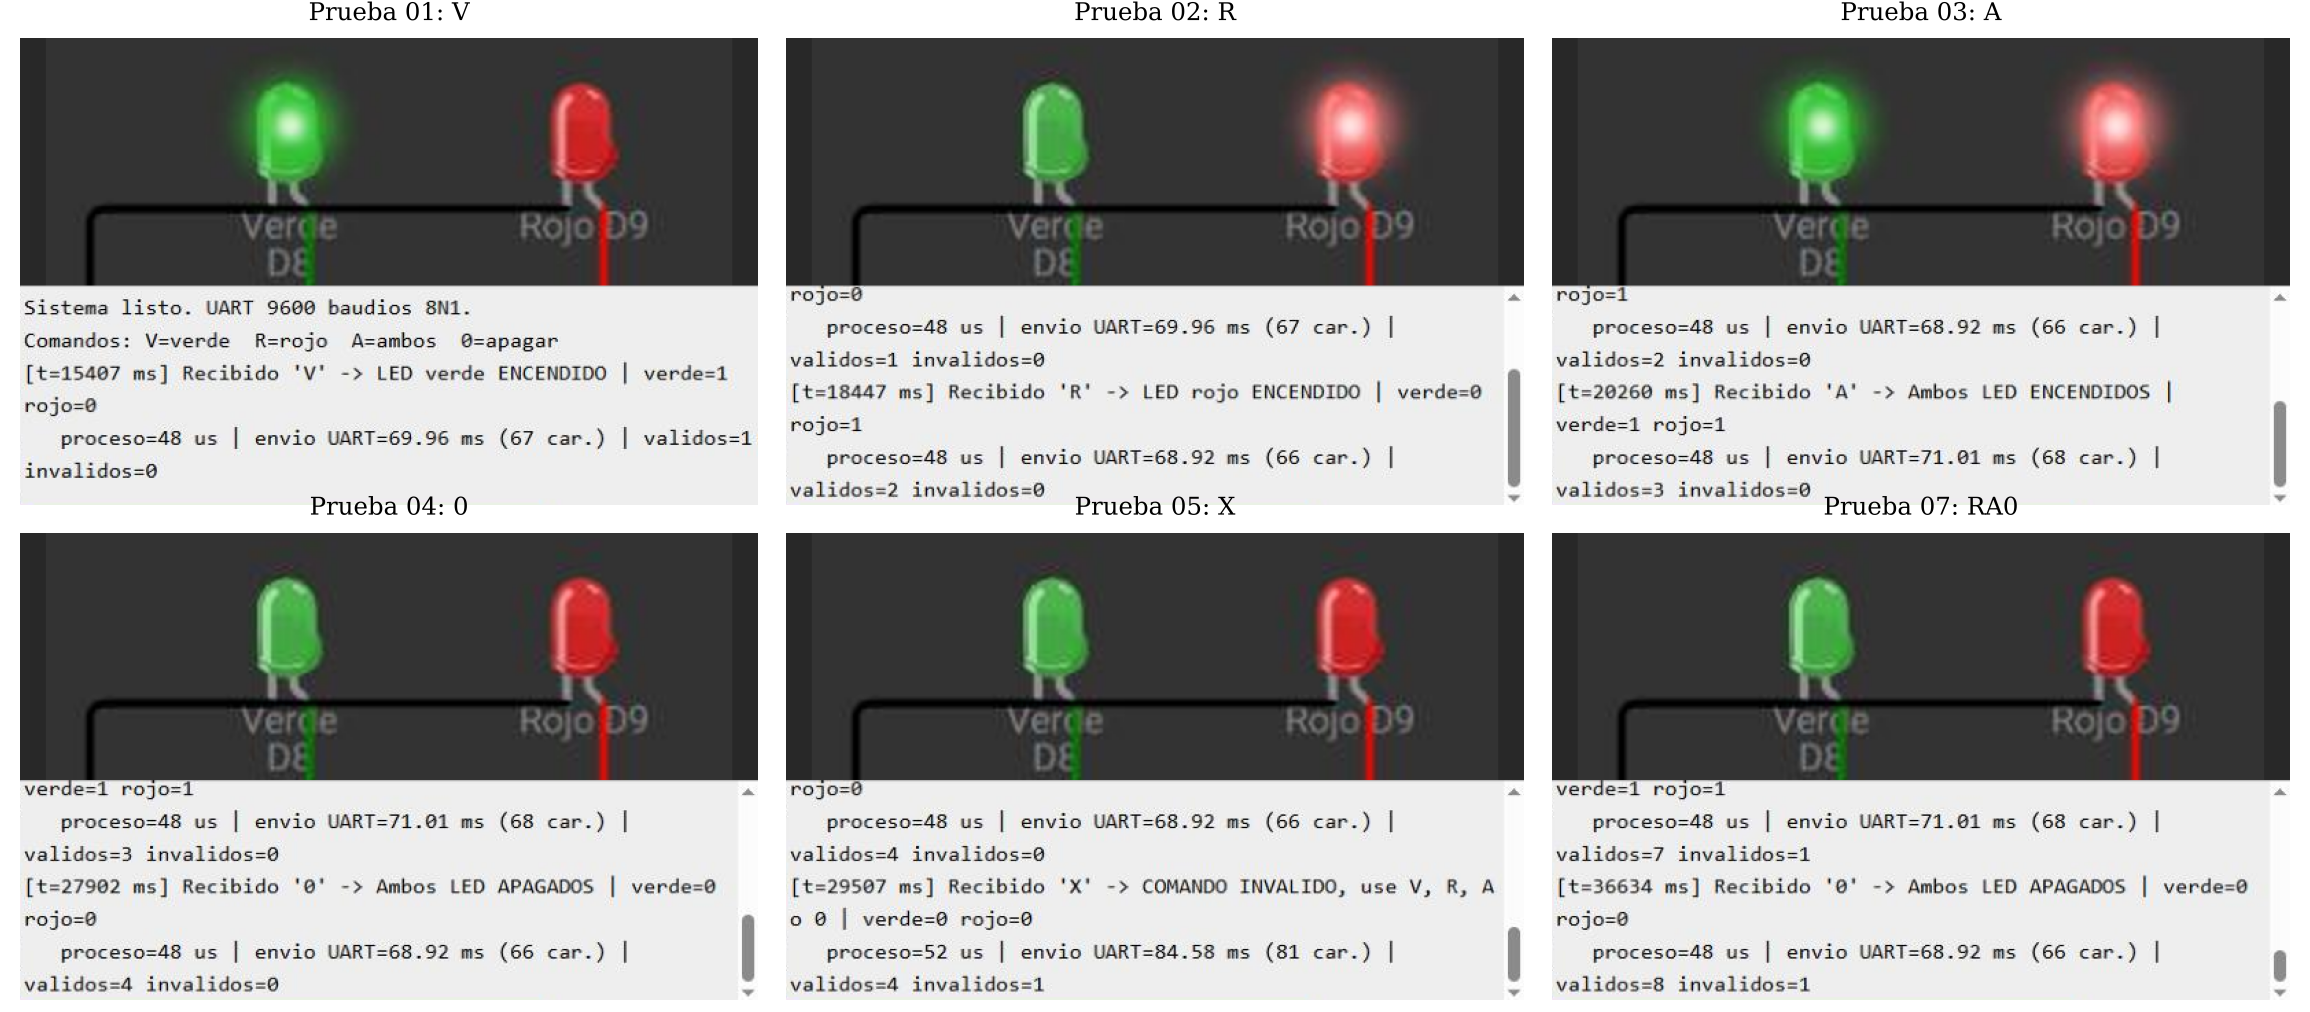 Prueba 01: V
Verde
D8
Rojo D9
Sistema listo. UART 9600 baudios 8N1.
Comandos: V=verde  R=rojo  A=ambos  0=apagar
[t=15407 ms] Recibido 'V' -> LED verde ENCENDIDO | verde=1
rojo=0
   proceso=48 us | envio UART=69.96 ms (67 car.) | validos=1
invalidos=0
Prueba 02: R
Verde
D8
Rojo D9
rojo=0
   proceso=48 us | envio UART=69.96 ms (67 car.) |
validos=1 invalidos=0
[t=18447 ms] Recibido 'R' -> LED rojo ENCENDIDO | verde=0
rojo=1
   proceso=48 us | envio UART=68.92 ms (66 car.) |
validos=2 invalidos=0
Prueba 03: A
Verde
D8
Rojo D9
rojo=1
   proceso=48 us | envio UART=68.92 ms (66 car.) |
validos=2 invalidos=0
[t=20260 ms] Recibido 'A' -> Ambos LED ENCENDIDOS |
verde=1 rojo=1
   proceso=48 us | envio UART=71.01 ms (68 car.) |
validos=3 invalidos=0
Prueba 04: 0
Verde
D8
Rojo D9
verde=1 rojo=1
   proceso=48 us | envio UART=71.01 ms (68 car.) |
validos=3 invalidos=0
[t=27902 ms] Recibido '0' -> Ambos LED APAGADOS | verde=0
rojo=0
   proceso=48 us | envio UART=68.92 ms (66 car.) |
validos=4 invalidos=0
Prueba 05: X
Verde
D8
Rojo D9
rojo=0
   proceso=48 us | envio UART=68.92 ms (66 car.) |
validos=4 invalidos=0
[t=29507 ms] Recibido 'X' -> COMANDO INVALIDO, use V, R, A
o 0 | verde=0 rojo=0
   proceso=52 us | envio UART=84.58 ms (81 car.) |
validos=4 invalidos=1
Prueba 07: RA0
Verde
D8
Rojo D9
verde=1 rojo=1
   proceso=48 us | envio UART=71.01 ms (68 car.) |
validos=7 invalidos=1
[t=36634 ms] Recibido '0' -> Ambos LED APAGADOS | verde=0
rojo=0
   proceso=48 us | envio UART=68.92 ms (66 car.) |
validos=8 invalidos=1